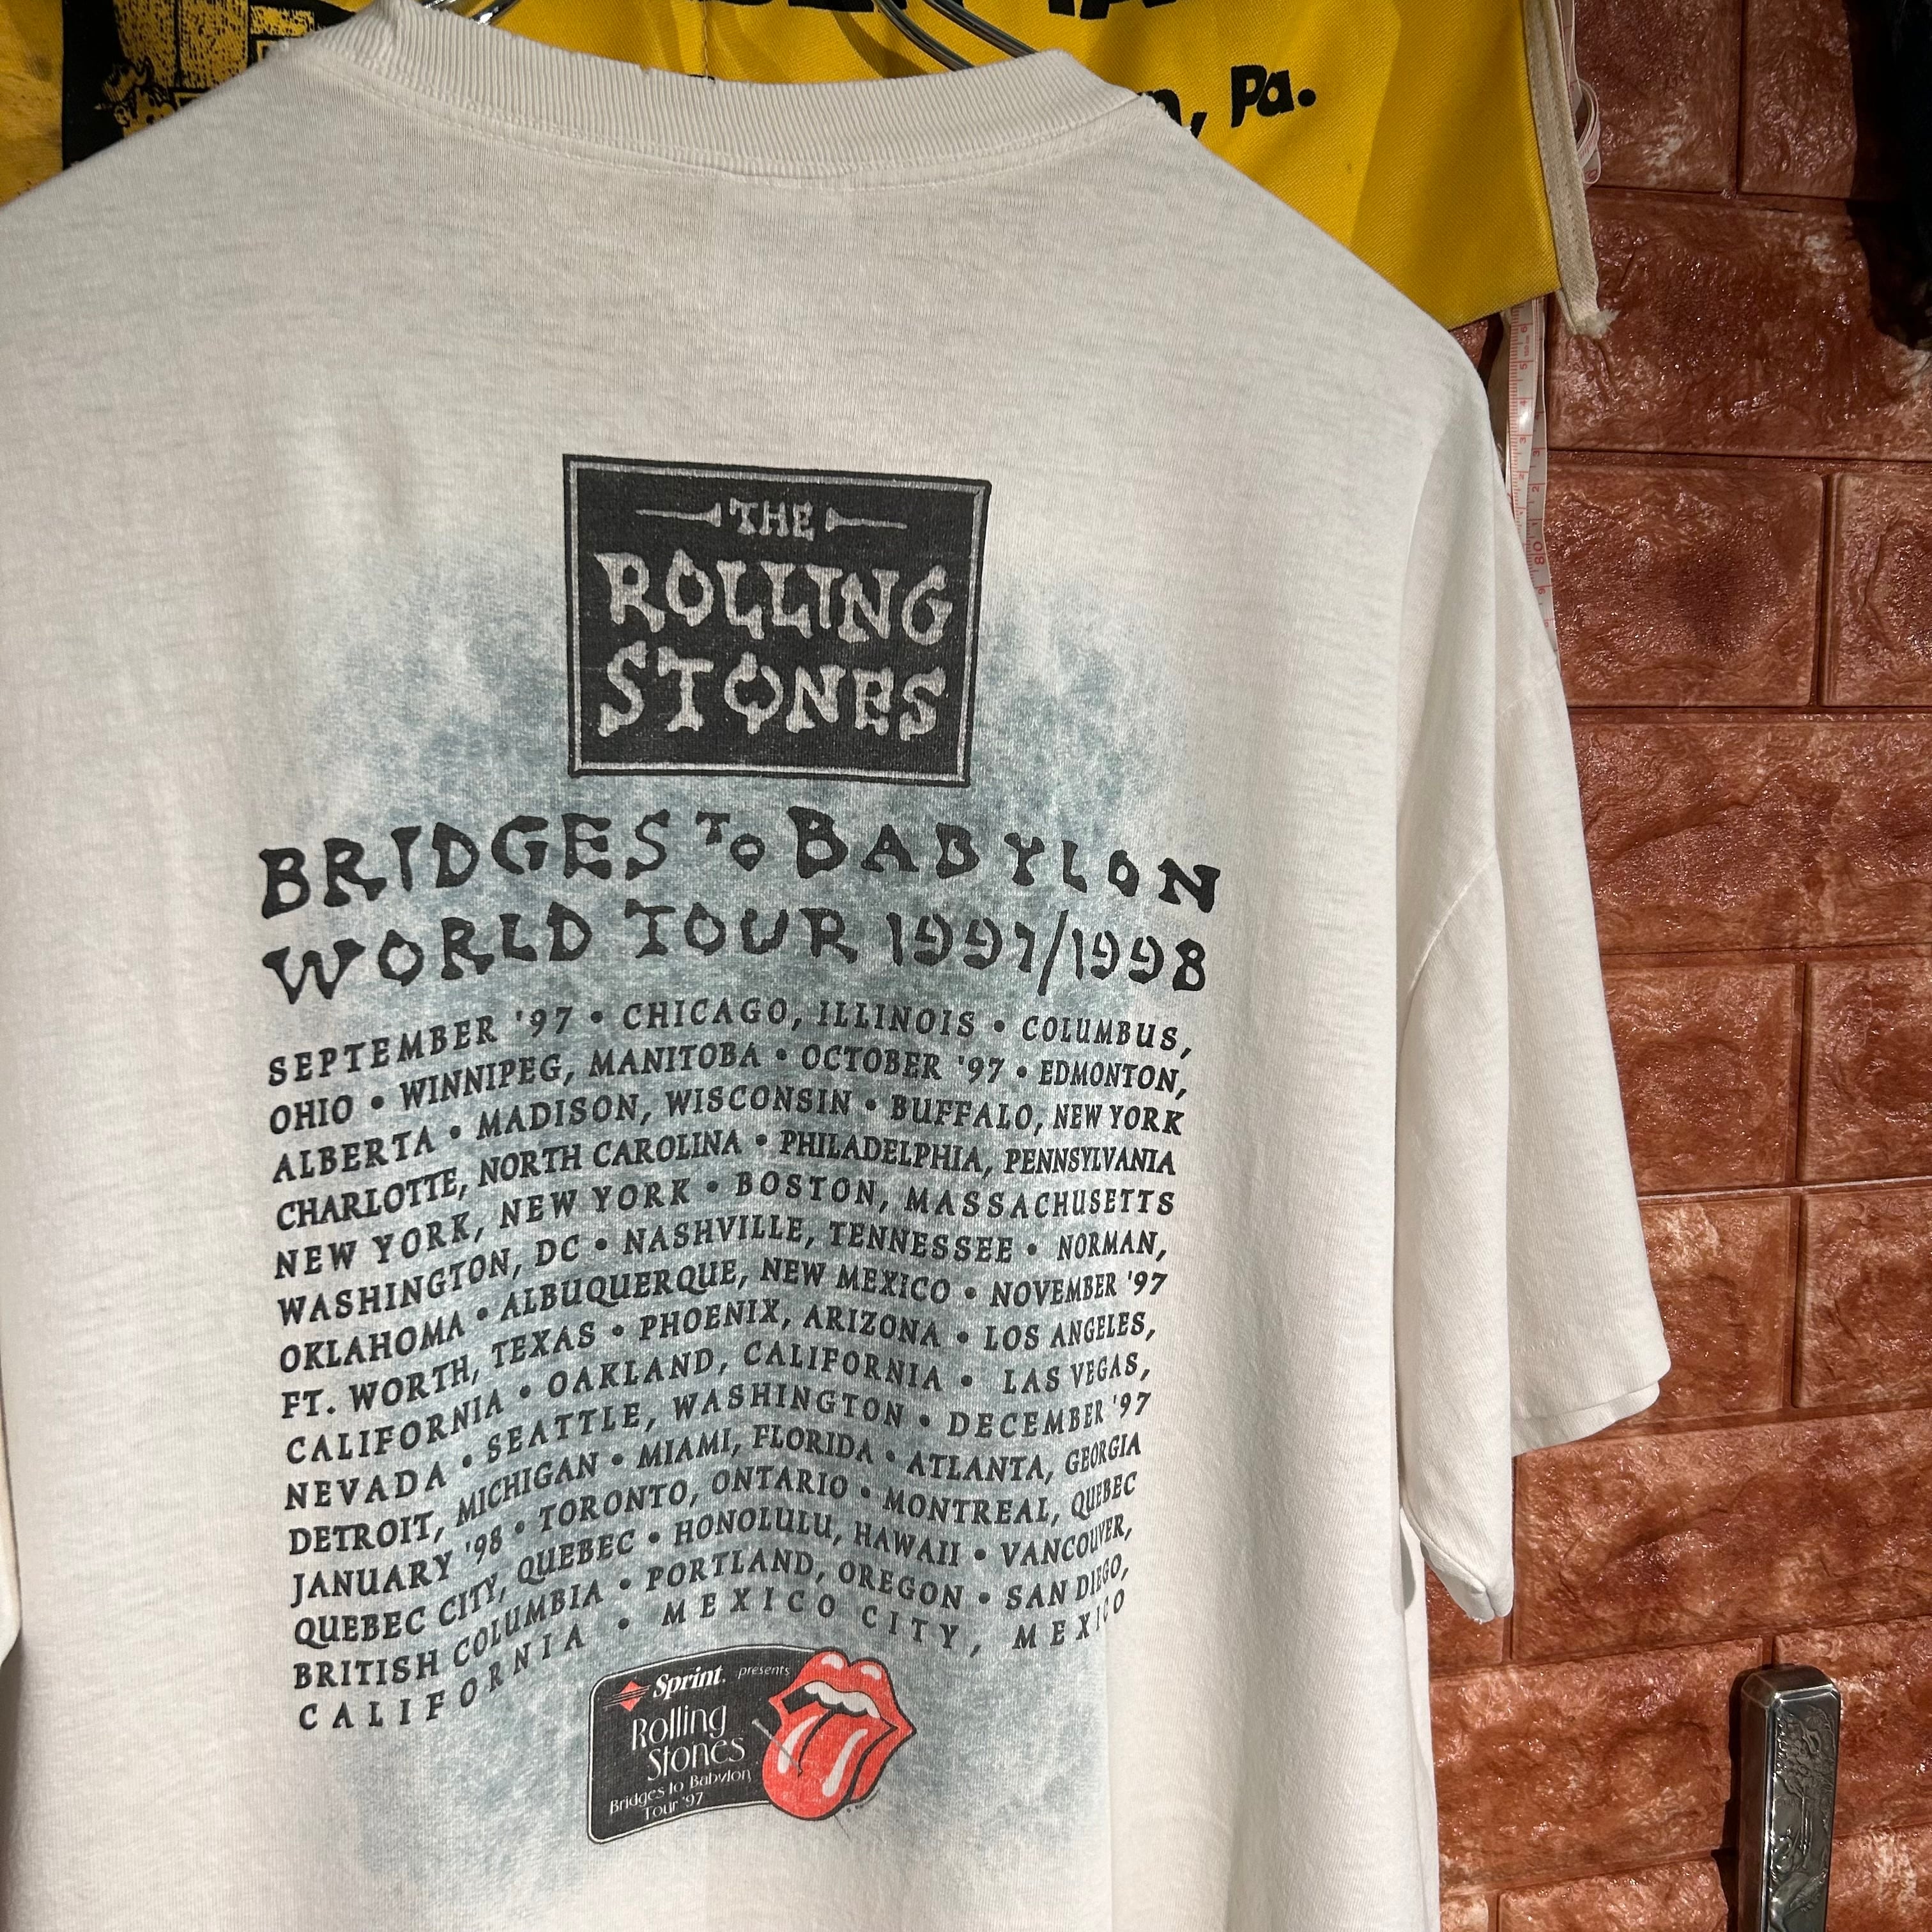 Pa.
THE
ROLLING
STONES
BRIDGES TO BABYLON
WORLD TOUR 1997/1998
SEPTEMBER '97 • CHICAGO, ILLINOIS • COLUMBUS,
OHIO • WINNIPEG, MANITOBA • OCTOBER '97 • EDMONTON,
ALBERTA • MADISON, WISCONSIN • BUFFALO, NEW YORK
CHARLOTTE, NORTH CAROLINA • PHILADELPHIA, PENNSYLVANIA
NEW YORK, NEW YORK • BOSTON, MASSACHUSETTS
WASHINGTON, DC • NASHVILLE, TENNESSEE • NORMAN,
OKLAHOMA • ALBUQUERQUE, NEW MEXICO • NOVEMBER '97
FT. WORTH, TEXAS • PHOENIX, ARIZONA • LOS ANGELES,
CALIFORNIA • OAKLAND, CALIFORNIA • LAS VEGAS,
NEVADA • SEATTLE, WASHINGTON • DECEMBER '97
DETROIT, MICHIGAN • MIAMI, FLORIDA • ATLANTA, GEORGIA
JANUARY '98 • TORONTO, ONTARIO • MONTREAL, QUEBEC
QUEBEC CITY, QUEBEC • HONOLULU, HAWAII • VANCOUVER,
BRITISH COLUMBIA • PORTLAND, OREGON • SAN DIEGO,
CALIFORNIA • MEXICO CITY, MEXICO
Sprint. presents
Rolling
Stones
Bridges to Babylon
Tour '97